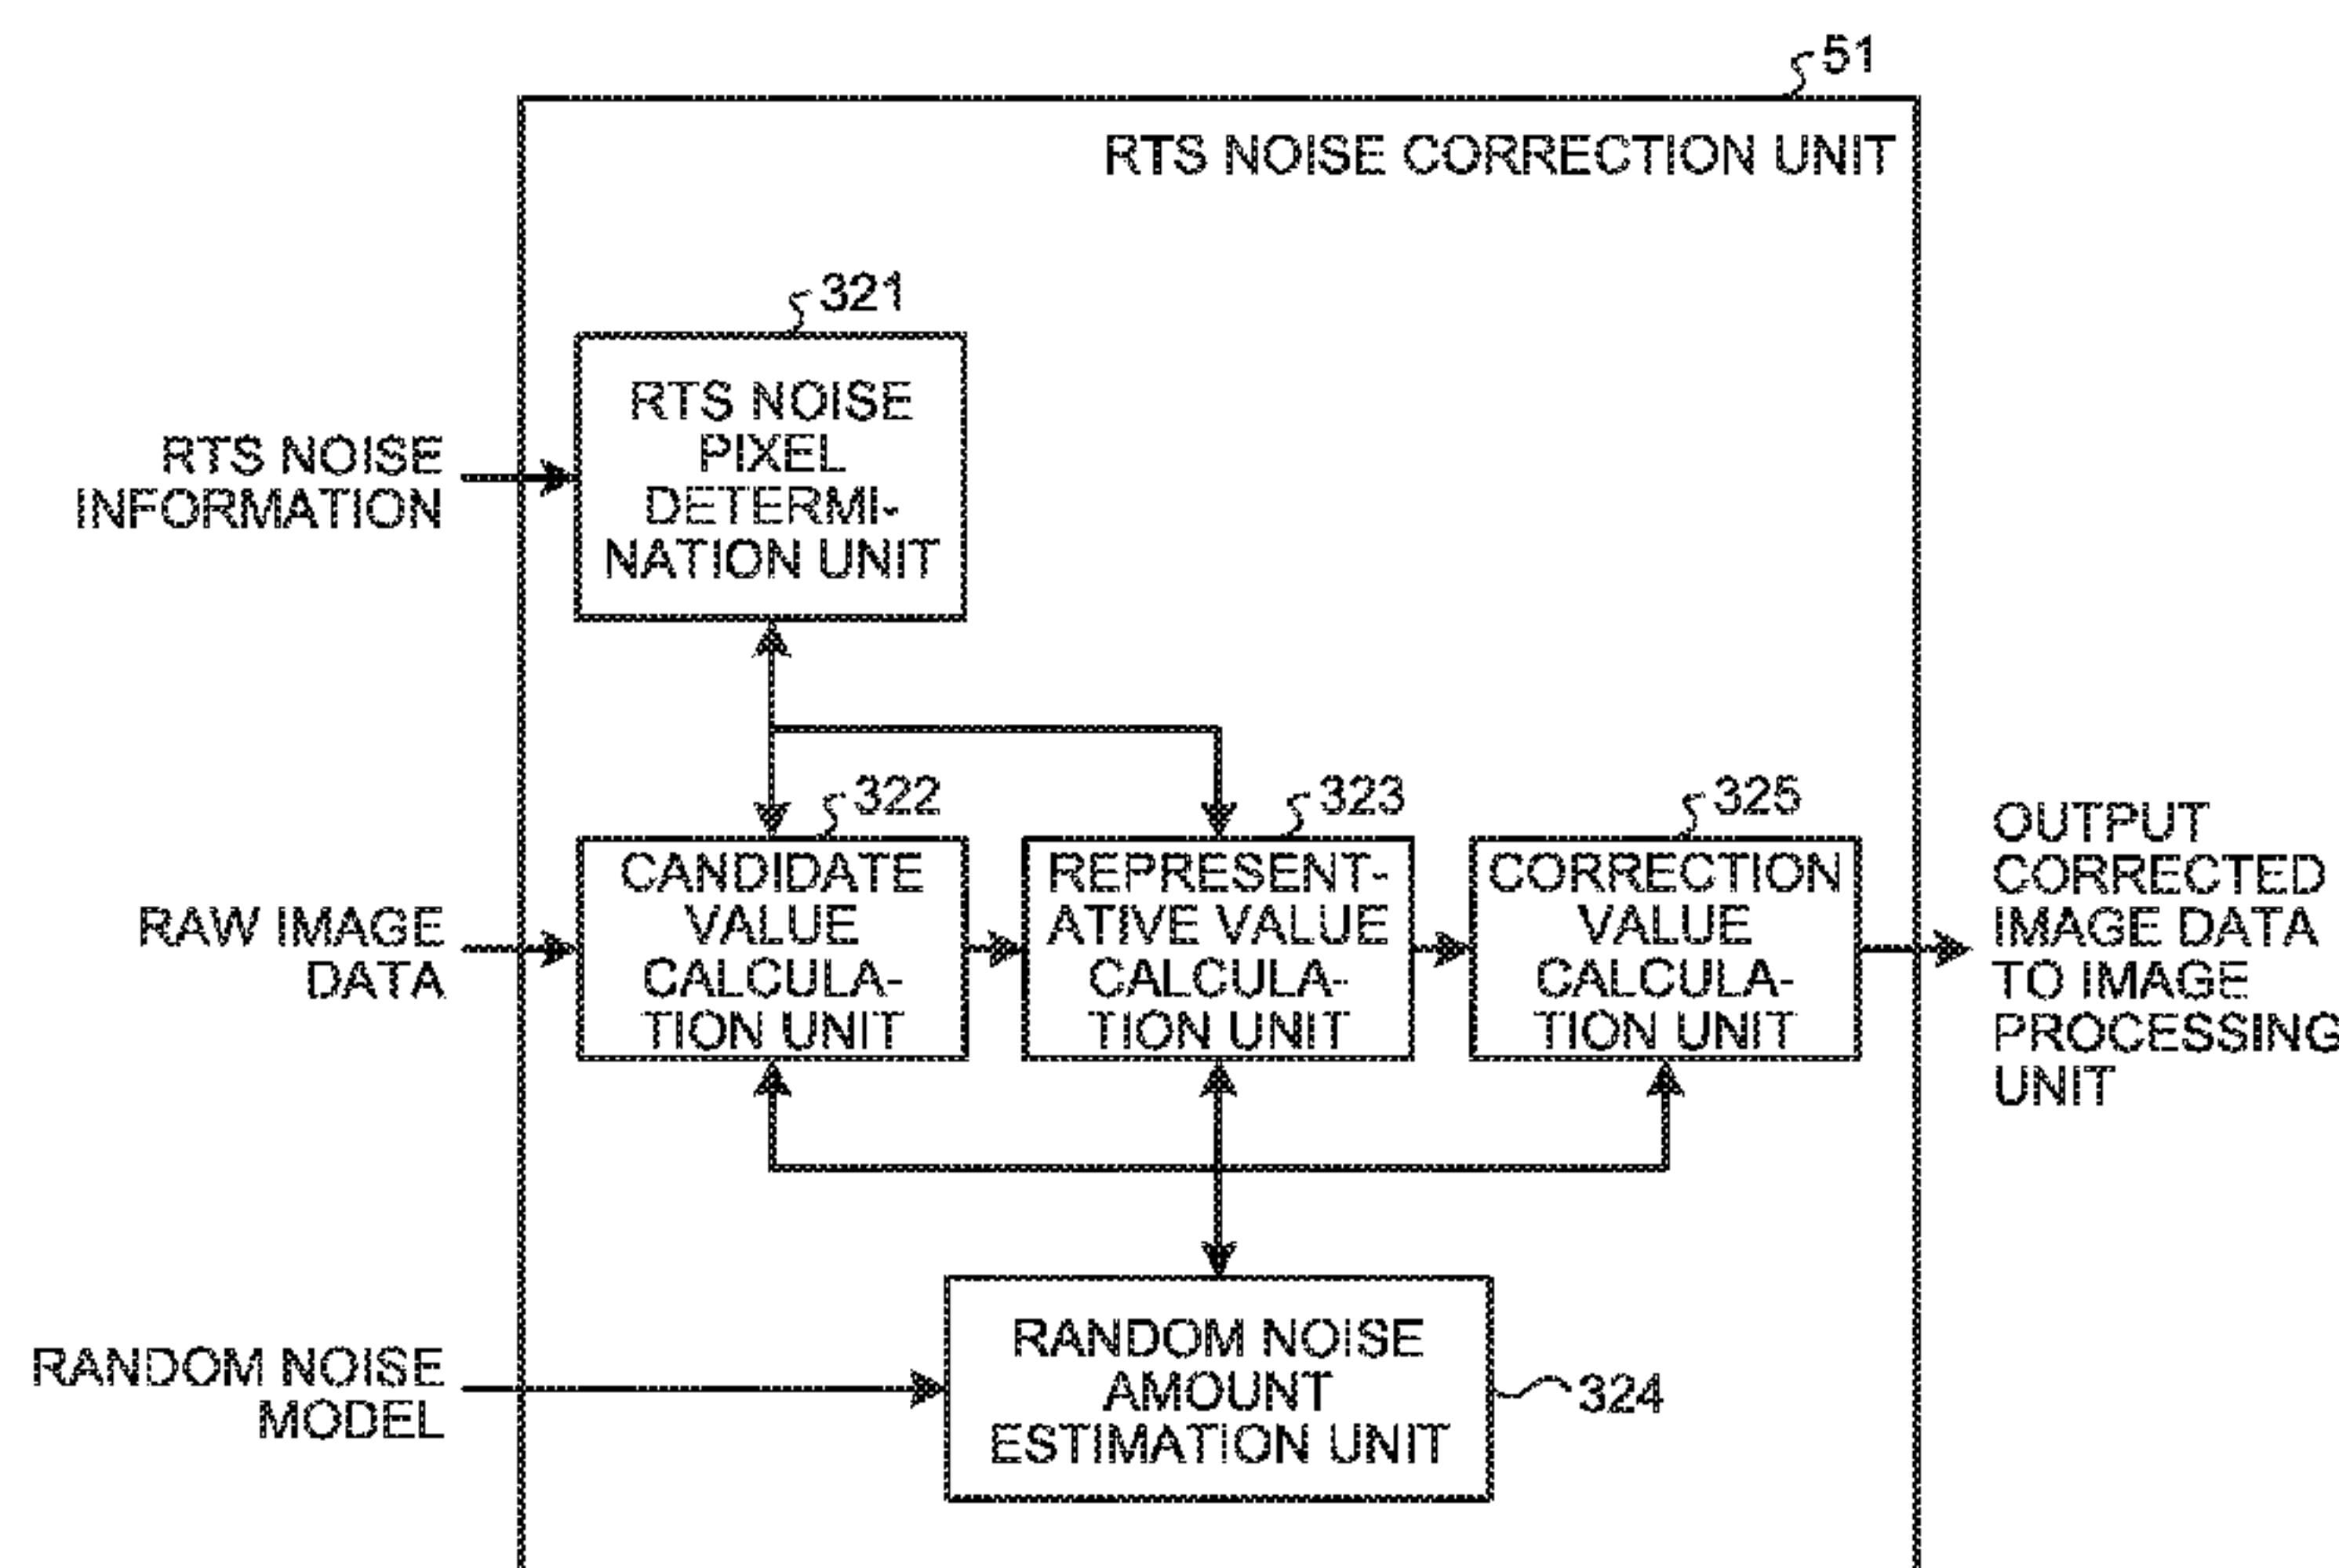 51
RTS NOISE CORRECTION UNIT
321
RTS NOISE
PIXEL
DETERMI-
NATION UNIT
RTS NOISE
INFORMATION
322
CANDIDATE
VALUE
CALCULA-
TION UNIT
323
REPRESENT-
ATIVE VALUE
CALCULA-
TION UNIT
325
CORRECTION
VALUE
CALCULA-
TION UNIT
RAW IMAGE
DATA
OUTPUT
CORRECTED
IMAGE DATA
TO IMAGE
PROCESSING
UNIT
RANDOM NOISE
MODEL
RANDOM NOISE
AMOUNT
ESTIMATION UNIT
324